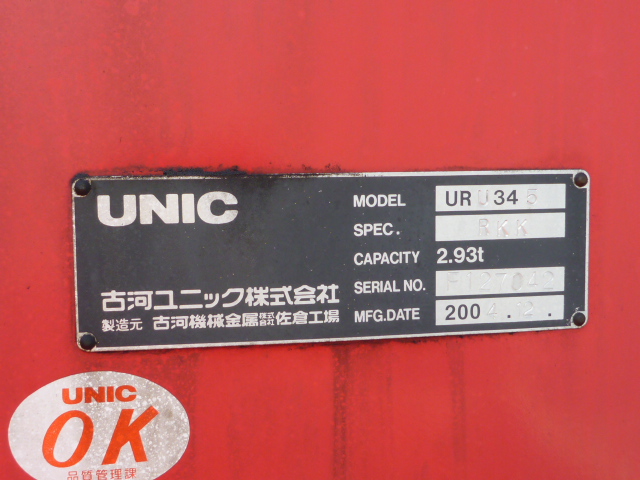 UNIC
MODEL URU345
SPEC. RKK
CAPACITY 2.93t
SERIAL NO. F127042
MFG.DATE 2004.12.
古河ユニック株式会社
製造元 古河機械金属株式会社佐倉工場
UNIC
OK
品質管理課